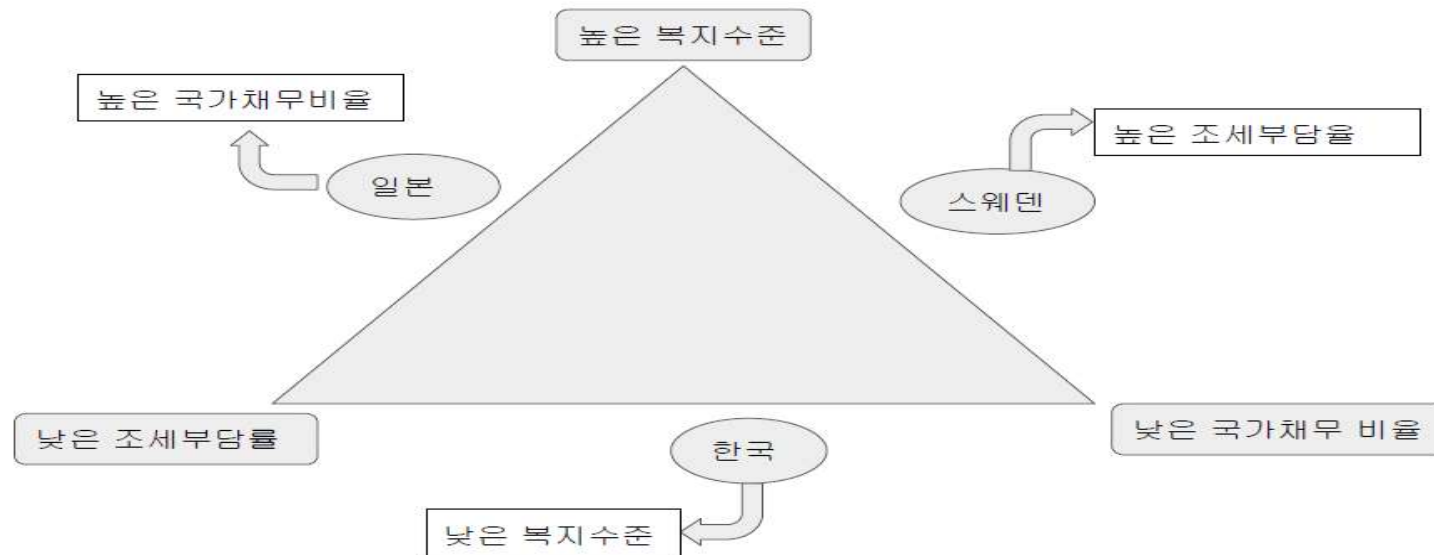 높은 복지수준
높은 국가채무비율
높은 조세부담율
일본
스웨덴
낮은 조세부담률
한국
낮은 국가채무 비율
낮은 복지수준